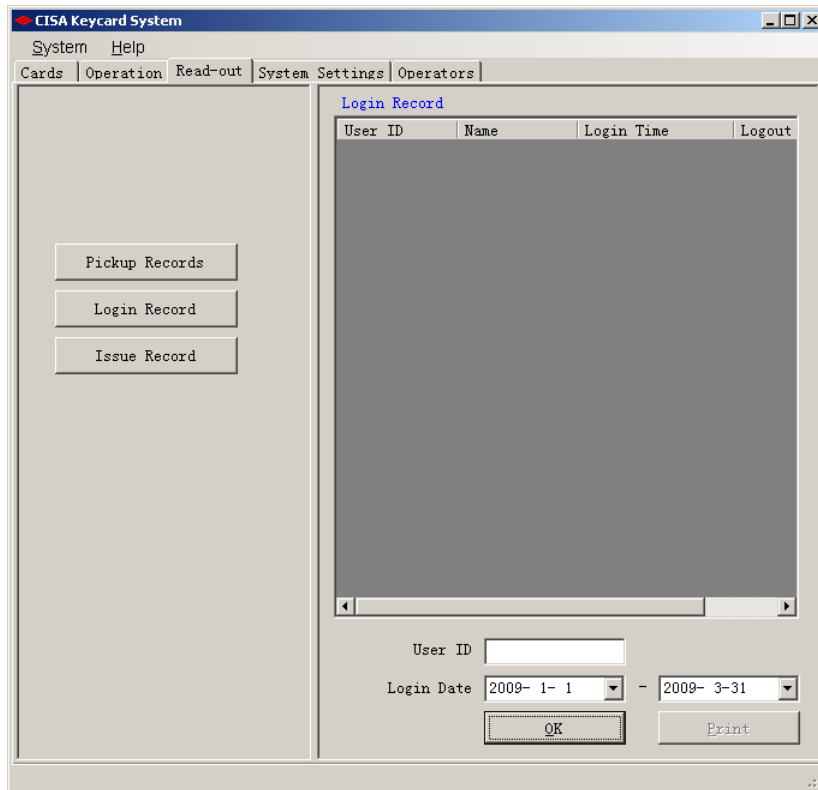 CISA Keycard System
System Help
Cards Operation Read-out System Settings Operators
Login Record
User ID Name Login Time Logout
Pickup Records
Login Record
Issue Record
User ID
Login Date 2009- 1- 1 - 2009- 3-31
OK Print